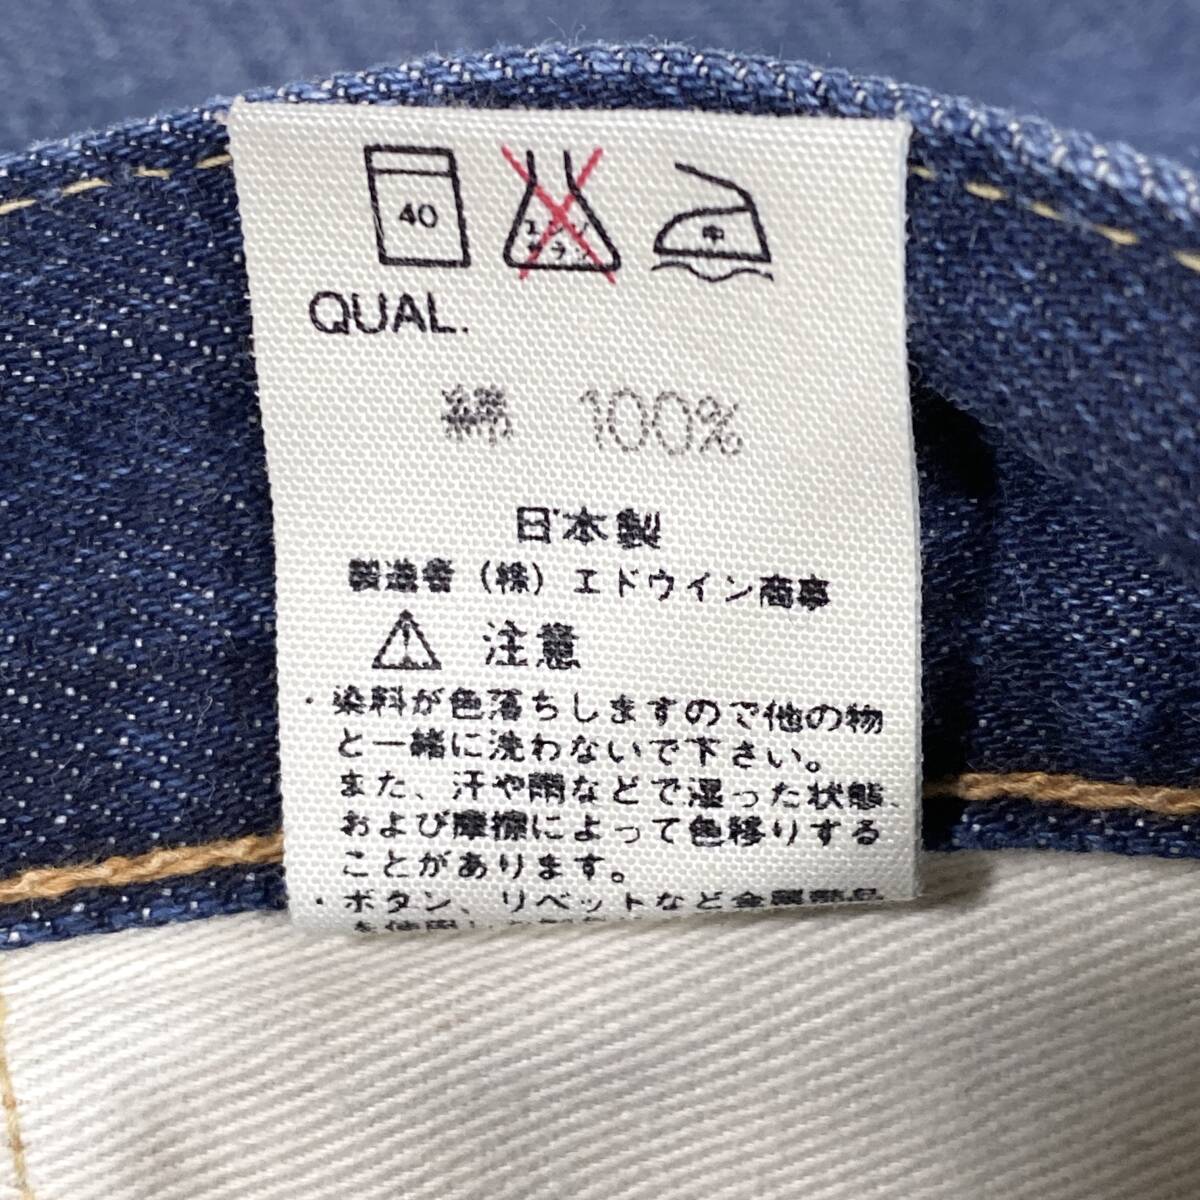 40
エンソ
サラシ
中
QUAL.
綿 100%
日本製
製造者 (株) エドウイン商事
注意
・染料が色落ちしますので他の物
と一緒に洗わないで下さい。
また、汗や雨などで湿った状態、
および摩擦によって色移りする
ことがあります。
・ボタン、リベットなど金属部品
を使用し